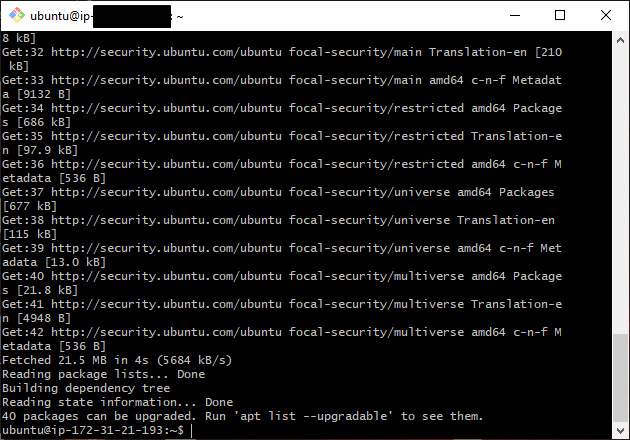 ubuntu@ip- : ~
8 kB]
Get:32 http://security.ubuntu.com/ubuntu focal-security/main Translation-en [210
 kB]
Get:33 http://security.ubuntu.com/ubuntu focal-security/main amd64 c-n-f Metadat
a [9132 B]
Get:34 http://security.ubuntu.com/ubuntu focal-security/restricted amd64 Package
s [686 kB]
Get:35 http://security.ubuntu.com/ubuntu focal-security/restricted Translation-e
n [97.9 kB]
Get:36 http://security.ubuntu.com/ubuntu focal-security/restricted amd64 c-n-f M
etadata [536 B]
Get:37 http://security.ubuntu.com/ubuntu focal-security/universe amd64 Packages
[677 kB]
Get:38 http://security.ubuntu.com/ubuntu focal-security/universe Translation-en
[115 kB]
Get:39 http://security.ubuntu.com/ubuntu focal-security/universe amd64 c-n-f Met
adata [13.0 kB]
Get:40 http://security.ubuntu.com/ubuntu focal-security/multiverse amd64 Package
s [21.8 kB]
Get:41 http://security.ubuntu.com/ubuntu focal-security/multiverse Translation-e
n [4948 B]
Get:42 http://security.ubuntu.com/ubuntu focal-security/multiverse amd64 c-n-f M
etadata [536 B]
Fetched 21.5 MB in 4s (5684 kB/s)
Reading package lists... Done
Building dependency tree
Reading state information... Done
40 packages can be upgraded. Run 'apt list --upgradable' to see them.
ubuntu@ip-172-31-21-193:~$